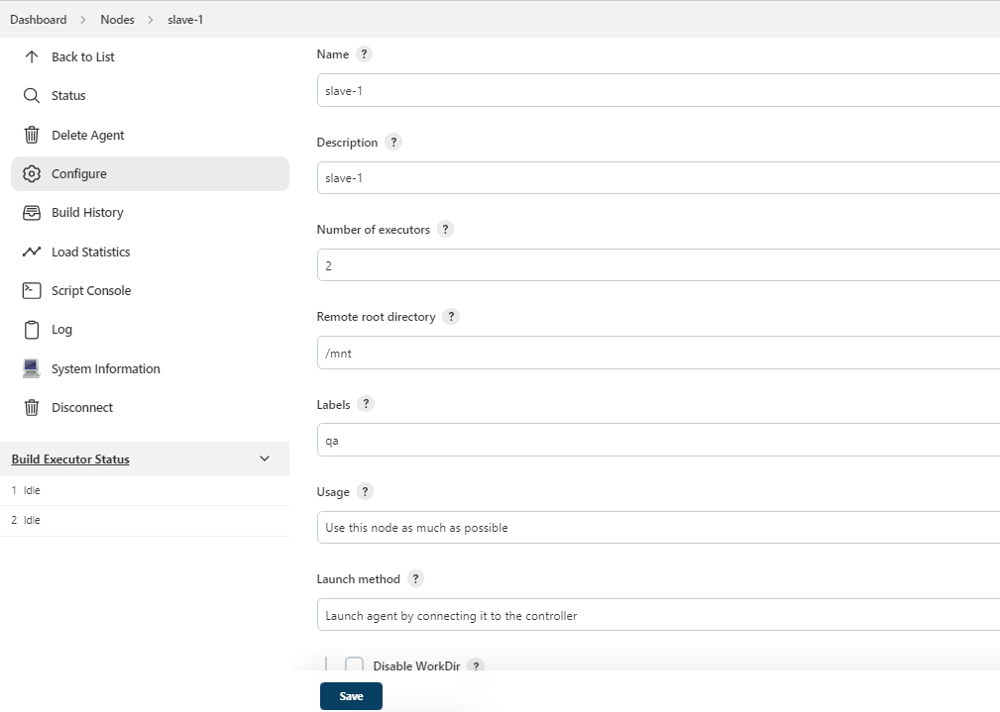 Dashboard > Nodes > slave-1
Back to List
Status
Delete Agent
Configure
Build History
Load Statistics
Script Console
Log
System Information
Disconnect
Build Executor Status
1 Idle
2 Idle
Name ?
slave-1
Description ?
slave-1
Number of executors ?
2
Remote root directory ?
/mnt
Labels ?
qa
Usage ?
Use this node as much as possible
Launch method ?
Launch agent by connecting it to the controller
Disable WorkDir ?
Save